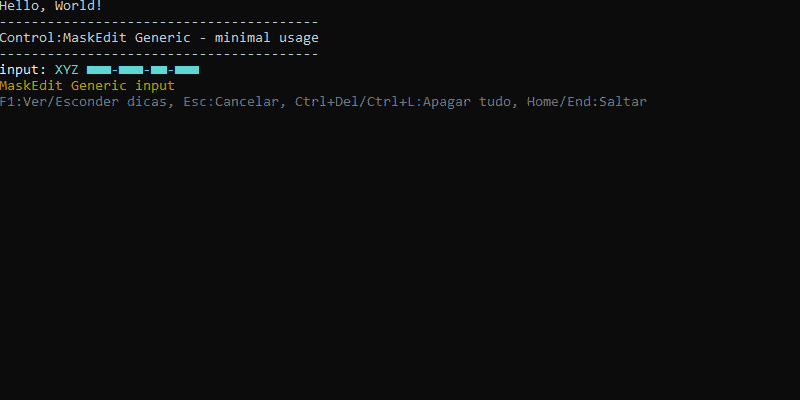 Hello, World!
----------------------------------------
Control:MaskEdit Generic - minimal usage
----------------------------------------
input: XYZ ■■■-■■■-■■-■■■
MaskEdit Generic input
F1:Ver/Esconder dicas, Esc:Cancelar, Ctrl+Del/Ctrl+L:Apagar tudo, Home/End:Saltar